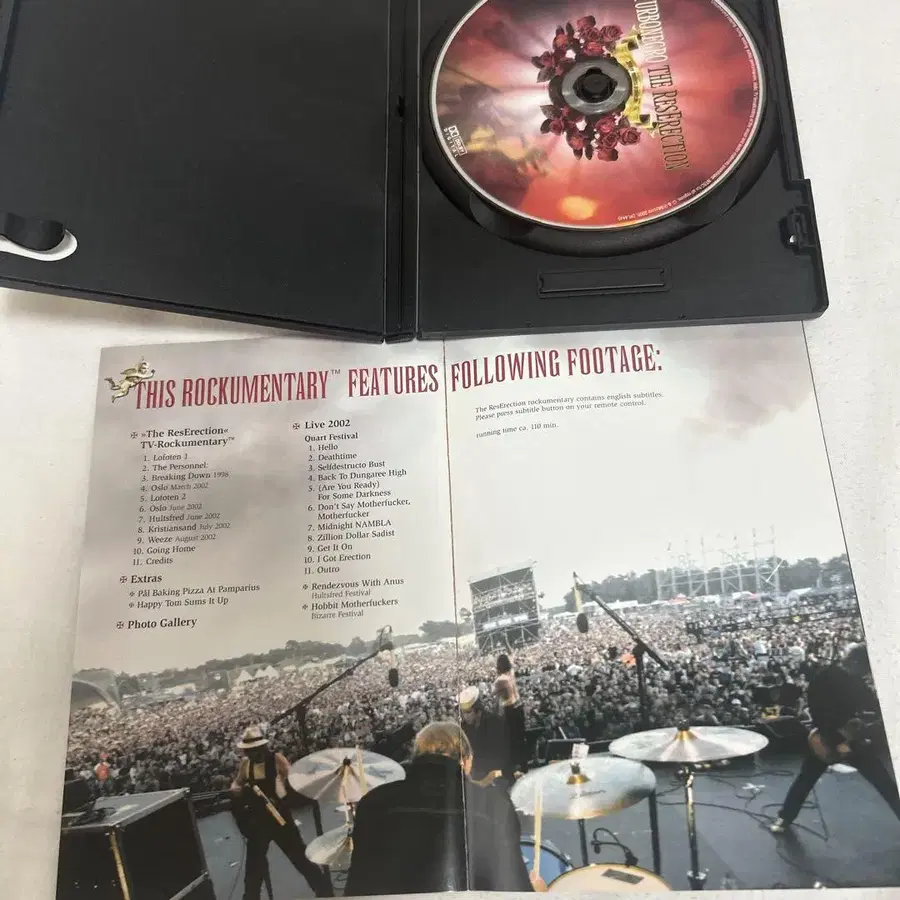 TURBONEGRO THE RESERECTION
THIS ROCKUMENTARY™ FEATURES FOLLOWING FOOTAGE:
✠ »The ResErection«
TV-Rockumentary™
1. Lofoten 1
2. The Personnel:
3. Breaking Down 1998
4. Oslo March 2002
5. Lofoten 2
6. Oslo June 2002
7. Hultsfred June 2002
8. Kristiansand July 2002
9. Weeze August 2002
10. Going Home
11. Credits
✠ Extras
✠ Pål Baking Pizza At Pamparius
✠ Happy Tom Sums It Up
✠ Photo Gallery
✠ Live 2002
Quart Festival
1. Hello
2. Deathtime
3. Selfdestructo Bust
4. Back To Dungaree High
5. (Are You Ready)
For Some Darkness
6. Don't Say Motherfucker,
Motherfucker
7. Midnight NAMBLA
8. Zillion Dollar Sadist
9. Get It On
10. I Got Erection
11. Outro
✠ Rendezvous With Anus
Hultsfred Festival
✠ Hobbit Motherfuckers
Bizarre Festival
The ResErection rockumentary contains english subtitles.
Please press subtitle button on your remote control.
running time ca. 110 min.